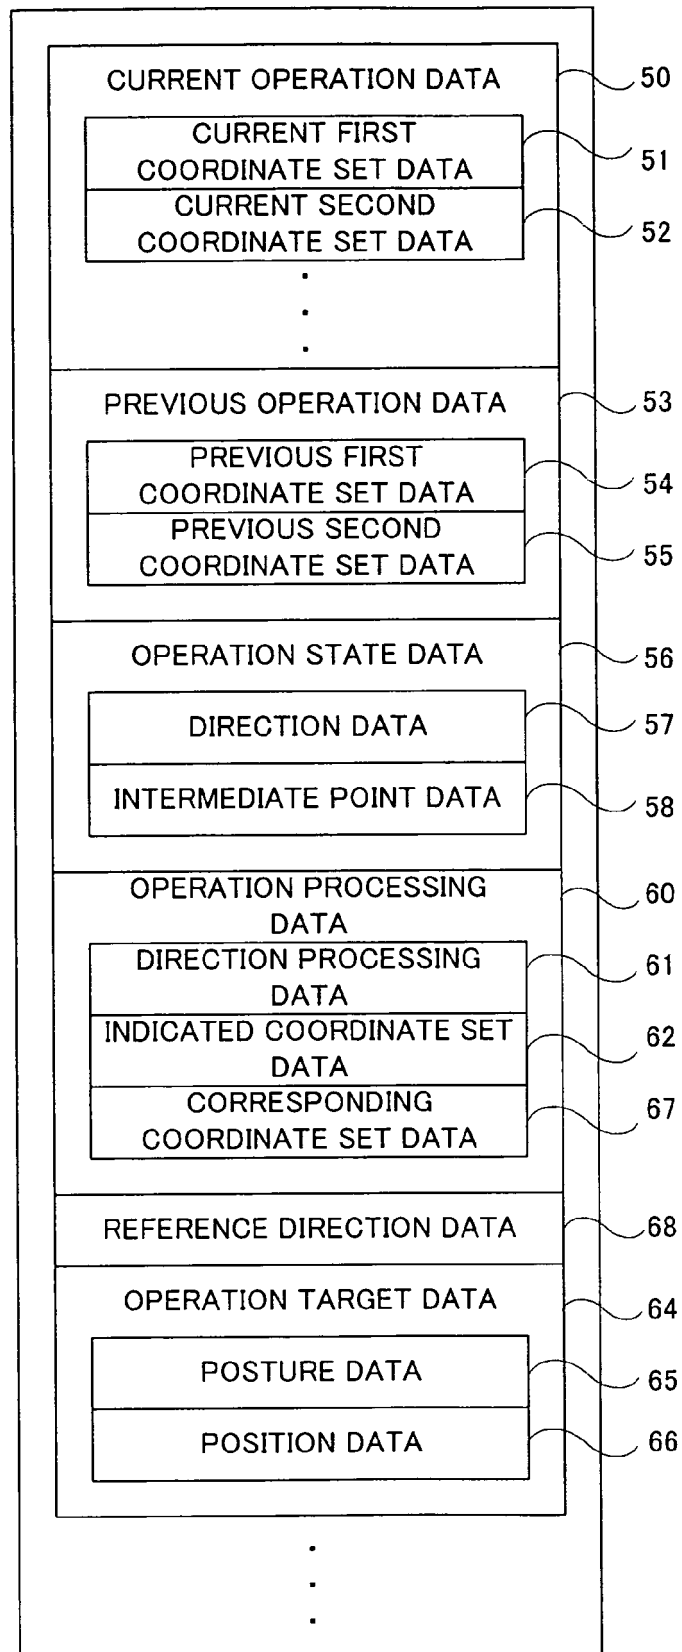 CURRENT OPERATION DATA 50
CURRENT FIRST
COORDINATE SET DATA 51
CURRENT SECOND
COORDINATE SET DATA 52
PREVIOUS OPERATION DATA 53
PREVIOUS FIRST
COORDINATE SET DATA 54
PREVIOUS SECOND
COORDINATE SET DATA 55
OPERATION STATE DATA 56
DIRECTION DATA 57
INTERMEDIATE POINT DATA 58
OPERATION PROCESSING
DATA 60
DIRECTION PROCESSING
DATA 61
INDICATED COORDINATE SET
DATA 62
CORRESPONDING
COORDINATE SET DATA 67
REFERENCE DIRECTION DATA 68
OPERATION TARGET DATA 64
POSTURE DATA 65
POSITION DATA 66